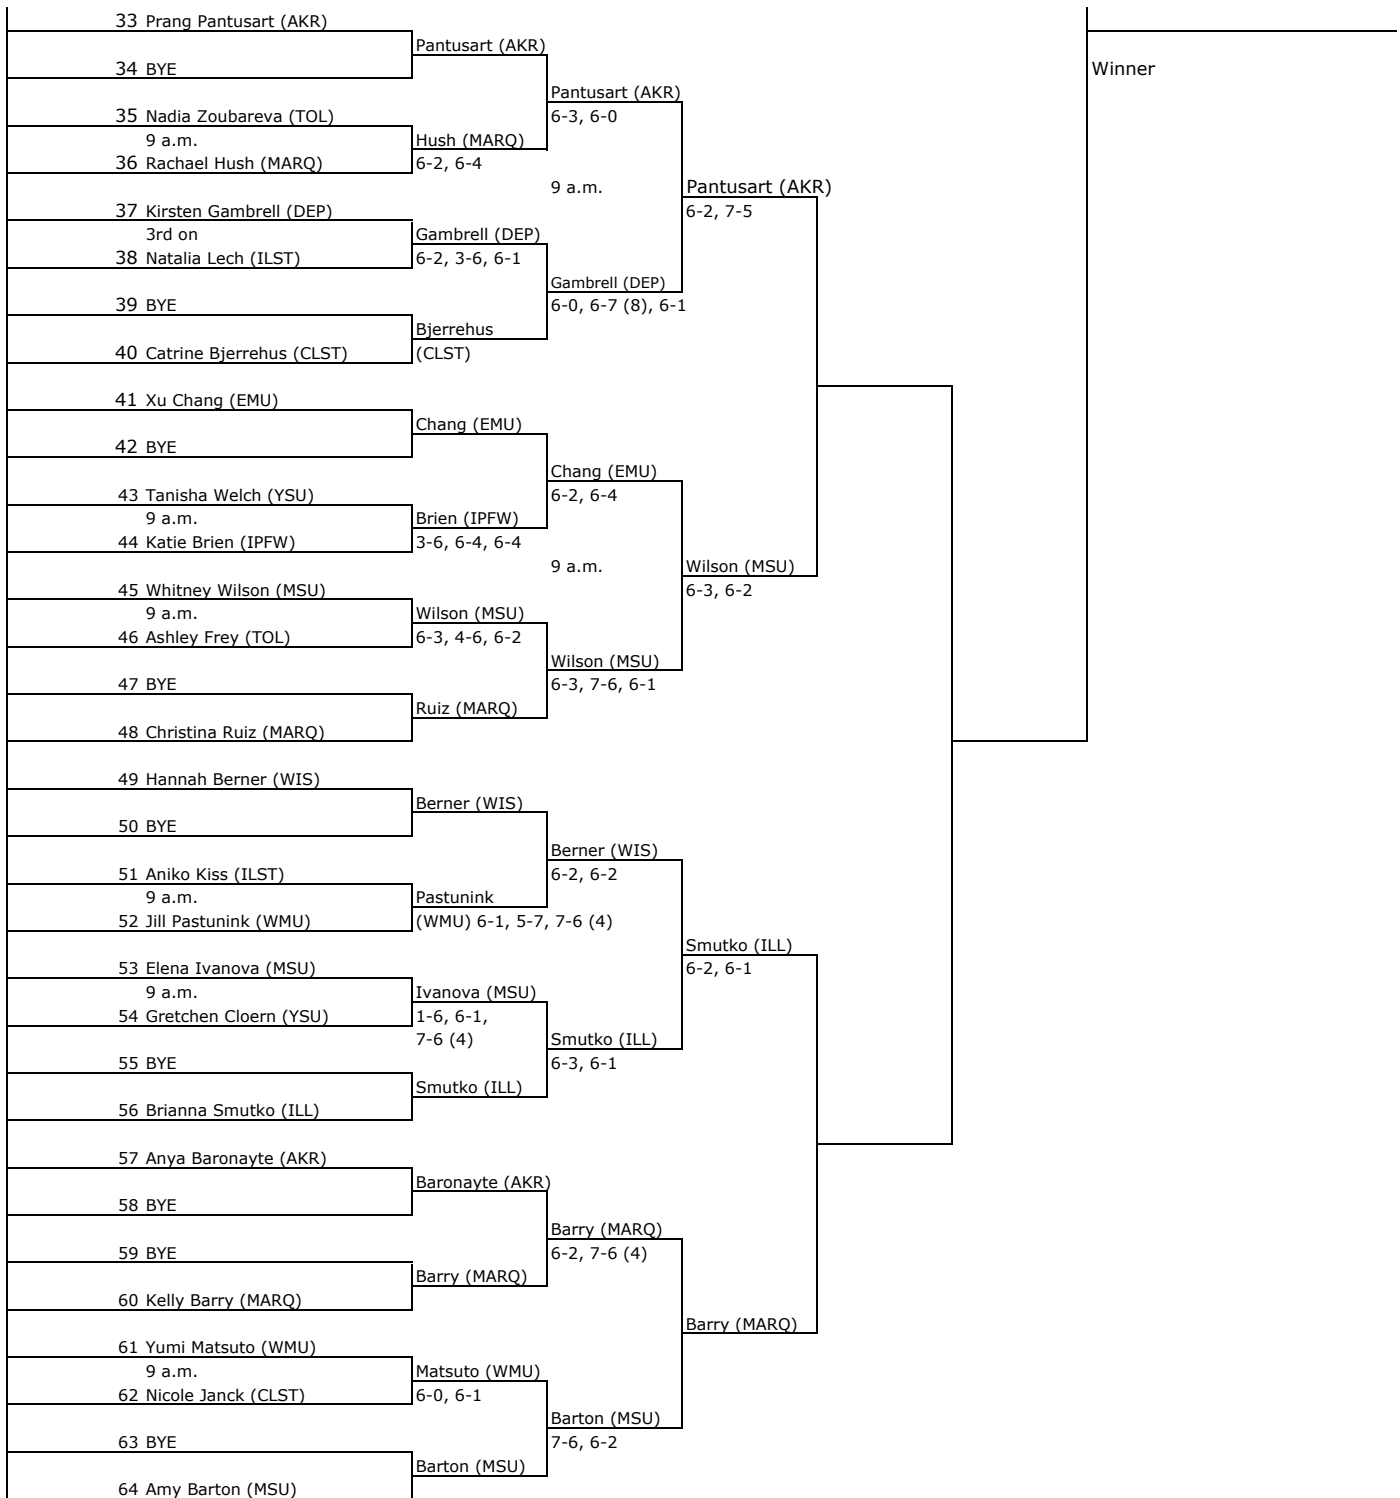 33 Prang Pantusart (AKR)
Pantusart (AKR)
34 BYE
Winner
Pantusart (AKR)
35 Nadia Zoubareva (TOL)
6-3, 6-0
9 a.m.
Hush (MARQ)
36 Rachael Hush (MARQ)
6-2, 6-4
9 a.m.
Pantusart (AKR)
37 Kirsten Gambrell (DEP)
6-2, 7-5
3rd on
Gambrell (DEP)
38 Natalia Lech (ILST)
6-2, 3-6, 6-1
Gambrell (DEP)
39 BYE
6-0, 6-7 (8), 6-1
Bjerrehus
40 Catrine Bjerrehus (CLST)
(CLST)
41 Xu Chang (EMU)
Chang (EMU)
42 BYE
Chang (EMU)
43 Tanisha Welch (YSU)
6-2, 6-4
9 a.m.
Brien (IPFW)
44 Katie Brien (IPFW)
3-6, 6-4, 6-4
9 a.m.
Wilson (MSU)
45 Whitney Wilson (MSU)
6-3, 6-2
9 a.m.
Wilson (MSU)
46 Ashley Frey (TOL)
6-3, 4-6, 6-2
Wilson (MSU)
47 BYE
6-3, 7-6, 6-1
Ruiz (MARQ)
48 Christina Ruiz (MARQ)
49 Hannah Berner (WIS)
Berner (WIS)
50 BYE
Berner (WIS)
51 Aniko Kiss (ILST)
6-2, 6-2
9 a.m.
Pastunink
52 Jill Pastunink (WMU)
(WMU) 6-1, 5-7, 7-6 (4)
Smutko (ILL)
53 Elena Ivanova (MSU)
6-2, 6-1
9 a.m.
Ivanova (MSU)
54 Gretchen Cloern (YSU)
1-6, 6-1,
7-6 (4)
Smutko (ILL)
55 BYE
6-3, 6-1
Smutko (ILL)
56 Brianna Smutko (ILL)
57 Anya Baronayte (AKR)
Baronayte (AKR)
58 BYE
Barry (MARQ)
59 BYE
6-2, 7-6 (4)
Barry (MARQ)
60 Kelly Barry (MARQ)
Barry (MARQ)
61 Yumi Matsuto (WMU)
9 a.m.
Matsuto (WMU)
62 Nicole Janck (CLST)
6-0, 6-1
Barton (MSU)
63 BYE
7-6, 6-2
Barton (MSU)
64 Amy Barton (MSU)